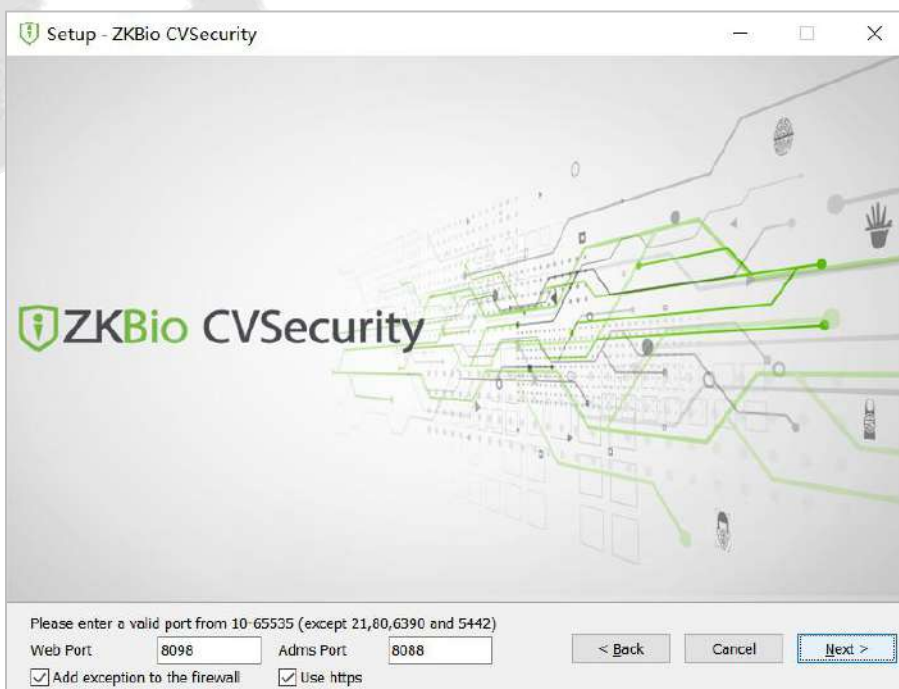 Setup - ZKBio CVSecurity
ZKBio CVSecurity
Please enter a valid port from 10-65535 (except 21,80,6390 and 5442)
Web Port 8098 Adms Port 8088 < Back Cancel Next >
Add exception to the firewall Use https